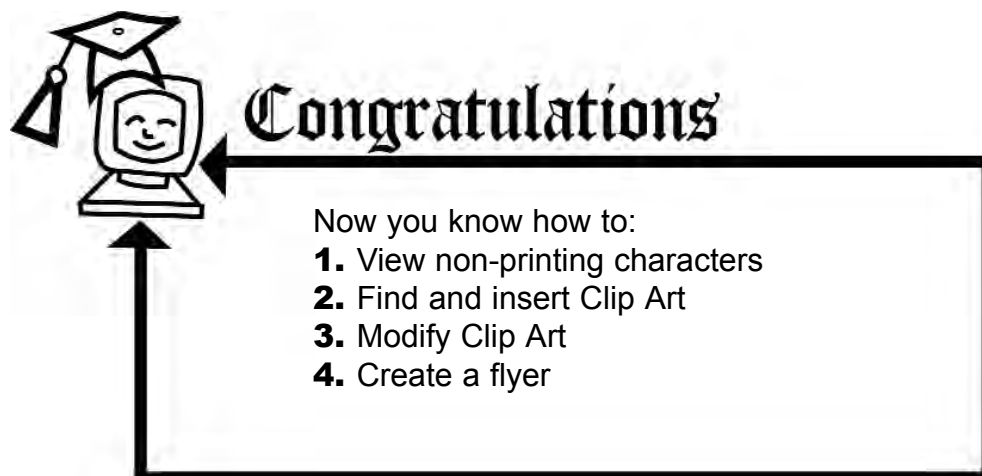 Congratulations
Now you know how to:
1. View non-printing characters
2. Find and insert Clip Art
3. Modify Clip Art
4. Create a flyer